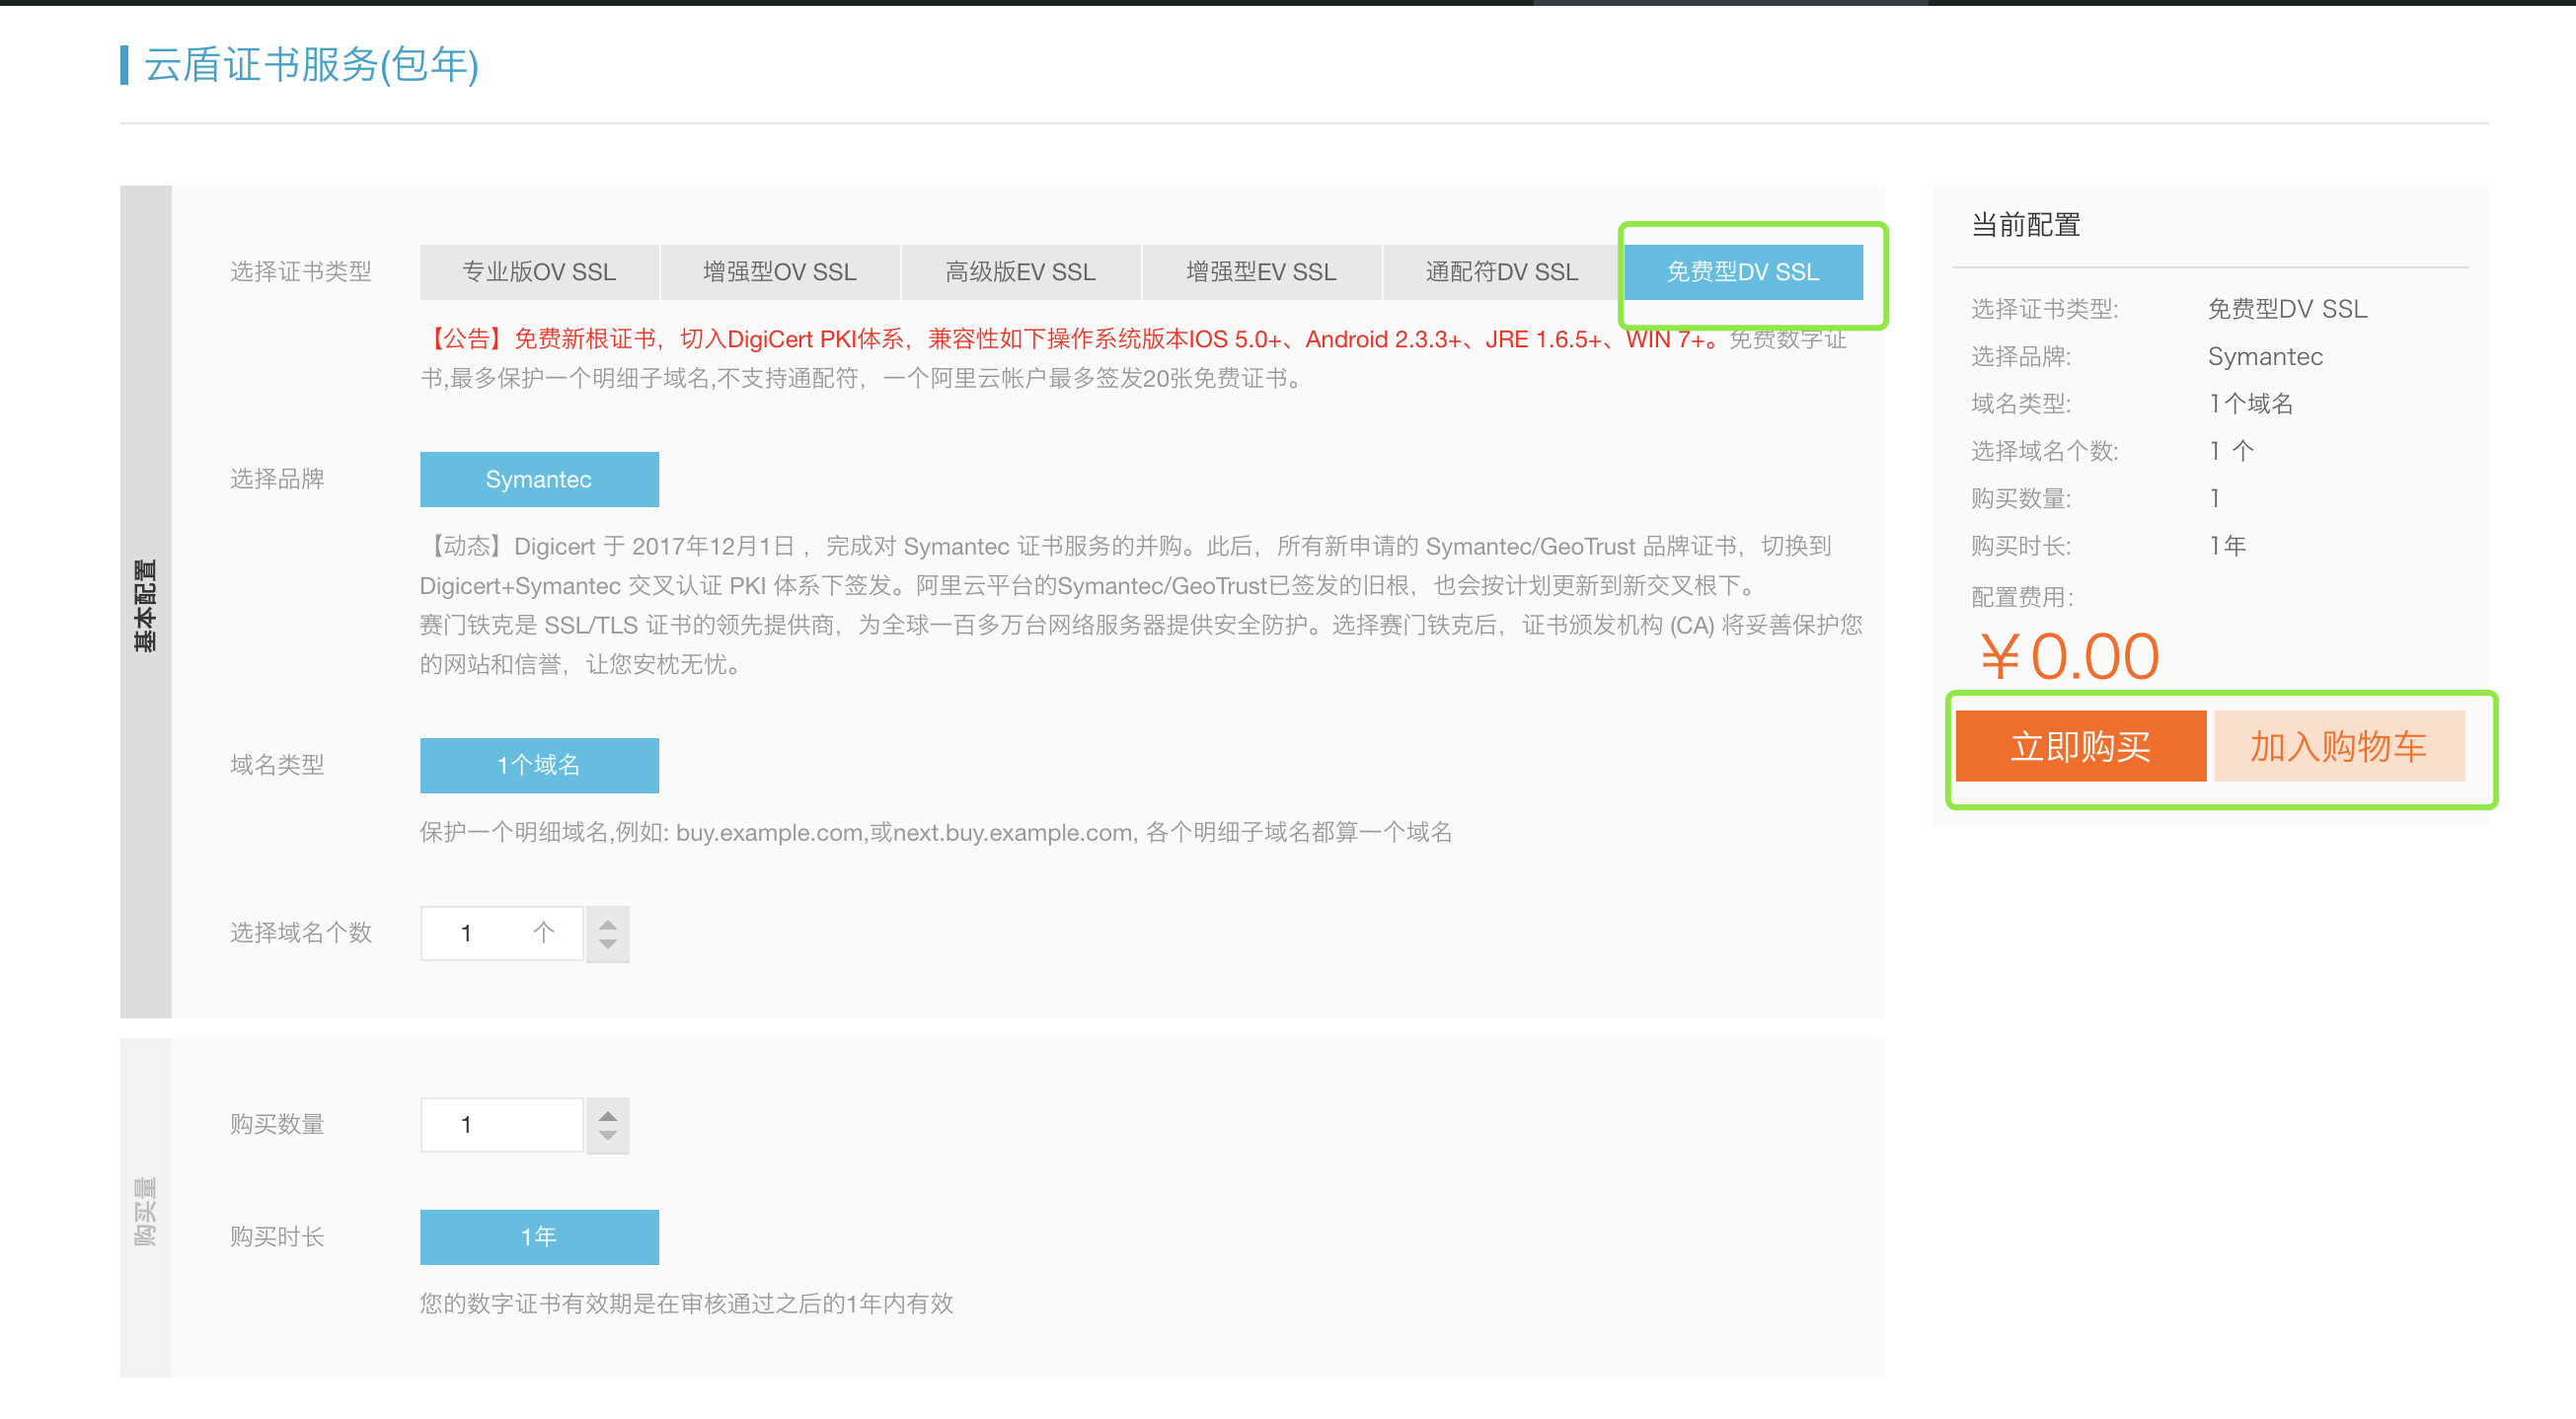 云盾证书服务(包年)
基本配置
选择证书类型
专业版OV SSL
增强型OV SSL
高级版EV SSL
增强型EV SSL
通配符DV SSL
免费型DV SSL
【公告】免费新根证书，切入DigiCert PKI体系，兼容性如下操作系统版本IOS 5.0+、Android 2.3.3+、JRE 1.6.5+、WIN 7+。免费数字证
书,最多保护一个明细子域名,不支持通配符，一个阿里云帐户最多签发20张免费证书。
选择品牌
Symantec
【动态】Digicert 于 2017年12月1日 ，完成对 Symantec 证书服务的并购。此后，所有新申请的 Symantec/GeoTrust 品牌证书，切换到
Digicert+Symantec 交叉认证 PKI 体系下签发。阿里云平台的Symantec/GeoTrust已签发的旧根，也会按计划更新到新交叉根下。
赛门铁克是 SSL/TLS 证书的领先提供商，为全球一百多万台网络服务器提供安全防护。选择赛门铁克后，证书颁发机构 (CA) 将妥善保护您
的网站和信誉，让您安枕无忧。
域名类型
1个域名
保护一个明细域名,例如: buy.example.com,或next.buy.example.com, 各个明细子域名都算一个域名
选择域名个数
1 个
购买量
购买数量
1
购买时长
1年
您的数字证书有效期是在审核通过之后的1年内有效
当前配置
选择证书类型: 免费型DV SSL
选择品牌: Symantec
域名类型: 1个域名
选择域名个数: 1 个
购买数量: 1
购买时长: 1年
配置费用:
￥0.00
立即购买
加入购物车